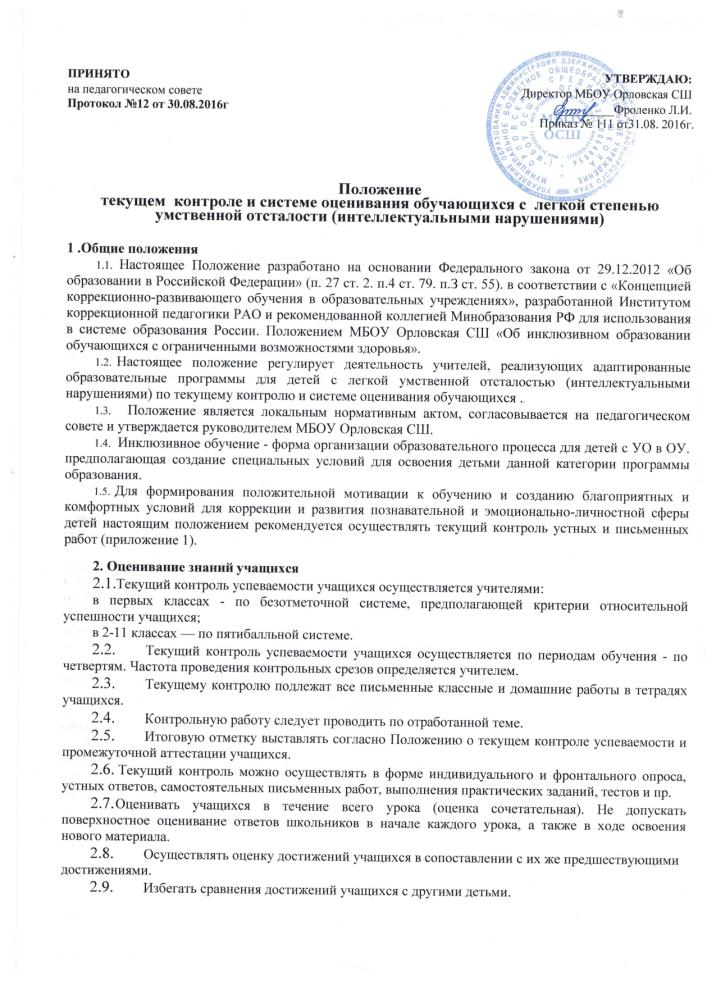 ПРИНЯТО
на педагогическом совете
Протокол №12 от 30.08.2016г
УТВЕРЖДАЮ:
Директор МБОУ Орловская СШ
Фроленко Л.И.
Приказ № 111 от31.08. 2016г.
ОСШ
Положение
текущем контроле и системе оценивания обучающихся с легкой степенью
умственной отсталости (интеллектуальными нарушениями)
1 .Общие положения
1.1. Настоящее Положение разработано на основании Федерального закона от 29.12.2012 «Об
образовании в Российской Федерации» (п. 27 ст. 2. п.4 ст. 79. п.З ст. 55). в соответствии с «Концепцией
коррекционно-развивающего обучения в образовательных учреждениях», разработанной Институтом
коррекционной педагогики РАО и рекомендованной коллегией Минобразования РФ для использования
в системе образования России. Положением МБОУ Орловская СШ «Об инклюзивном образовании
обучающихся с ограниченными возможностями здоровья».
1.2. Настоящее положение регулирует деятельность учителей, реализующих адаптированные
образовательные программы для детей с легкой умственной отсталостью (интеллектуальными
нарушениями) по текущему контролю и системе оценивания обучающихся .
1.3. Положение является локальным нормативным актом, согласовывается на педагогическом
совете и утверждается руководителем МБОУ Орловская СШ.
1.4. Инклюзивное обучение - форма организации образовательного процесса для детей с УО в ОУ.
предполагающая создание специальных условий для освоения детьми данной категории программы
образования.
1.5. Для формирования положительной мотивации к обучению и созданию благоприятных и
комфортных условий для коррекции и развития познавательной и эмоционально-личностной сферы
детей настоящим положением рекомендуется осуществлять текущий контроль устных и письменных
работ (приложение 1).
2. Оценивание знаний учащихся
2.1.Текущий контроль успеваемости учащихся осуществляется учителями:
в первых классах - по безотметочной системе, предполагающей критерии относительной
успешности учащихся;
в 2-11 классах — по пятибалльной системе.
2.2. Текущий контроль успеваемости учащихся осуществляется по периодам обучения - по
четвертям. Частота проведения контрольных срезов определяется учителем.
2.3. Текущему контролю подлежат все письменные классные и домашние работы в тетрадях
учащихся.
2.4. Контрольную работу следует проводить по отработанной теме.
2.5. Итоговую отметку выставлять согласно Положению о текущем контроле успеваемости и
промежуточной аттестации учащихся.
2.6. Текущий контроль можно осуществлять в форме индивидуального и фронтального опроса,
устных ответов, самостоятельных письменных работ, выполнения практических заданий, тестов и пр.
2.7.Оценивать учащихся в течение всего урока (оценка сочетательная). Не допускать
поверхностное оценивание ответов школьников в начале каждого урока, а также в ходе освоения
нового материала.
2.8. Осуществлять оценку достижений учащихся в сопоставлении с их же предшествующими
достижениями.
2.9. Избегать сравнения достижений учащихся с другими детьми.